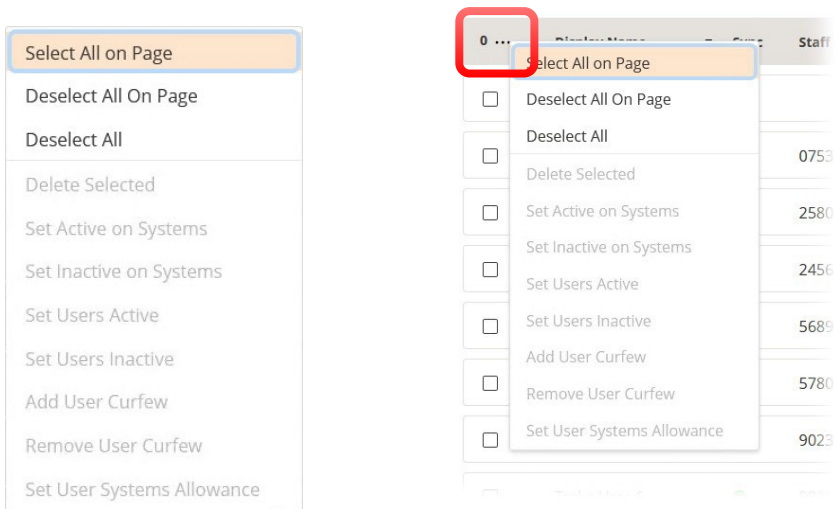 Select All on Page
Deselect All On Page
Deselect All
Delete Selected
Set Active on Systems
Set Inactive on Systems
Set Users Active
Set Users Inactive
Add User Curfew
Remove User Curfew
Set User Systems Allowance
0 ... Display Name Sync Staff
Select All on Page
Deselect All On Page
Deselect All
0753
Delete Selected
Set Active on Systems
2580
Set Inactive on Systems
2456
Set Users Active
Set Users Inactive
5689
Add User Curfew
5780
Remove User Curfew
Set User Systems Allowance
9023